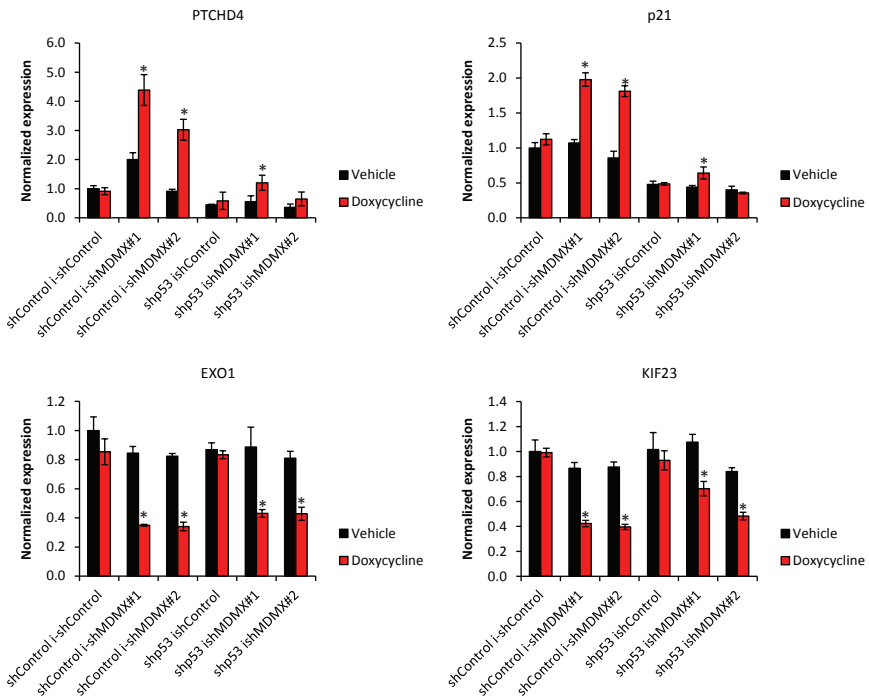 PTCHD4
Normalized expression
6.0
5.0
4.0
3.0
2.0
1.0
0.0
*
*
*
Vehicle
Doxycycline
shControl i-shControl
shControl i-shMDMX#1
shControl i-shMDMX#2
shp53 ishControl
shp53 ishMDMX#1
shp53 ishMDMX#2
p21
Normalized expression
2.5
2.0
1.5
1.0
0.5
0.0
*
*
*
Vehicle
Doxycycline
shControl i-shControl
shControl i-shMDMX#1
shControl i-shMDMX#2
shp53 ishControl
shp53 ishMDMX#1
shp53 ishMDMX#2
EXO1
Normalized expression
1.2
1.0
0.8
0.6
0.4
0.2
0.0
*
*
*
*
Vehicle
Doxycycline
shControl i-shControl
shControl i-shMDMX#1
shControl i-shMDMX#2
shp53 ishControl
shp53 ishMDMX#1
shp53 ishMDMX#2
KIF23
Normalized expression
1.4
1.2
1.0
0.8
0.6
0.4
0.2
0.0
*
*
*
*
Vehicle
Doxycycline
shControl i-shControl
shControl i-shMDMX#1
shControl i-shMDMX#2
shp53 ishControl
shp53 ishMDMX#1
shp53 ishMDMX#2